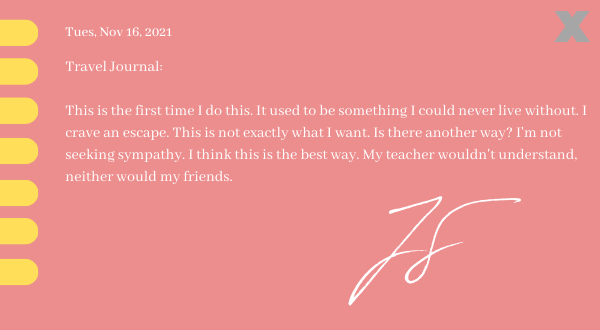 Tues, Nov 16, 2021
X
Travel Journal:
This is the first time I do this. It used to be something I could never live without. I
crave an escape. This is not exactly what I want. Is there another way? I'm not
seeking sympathy. I think this is the best way. My teacher wouldn't understand,
neither would my friends.